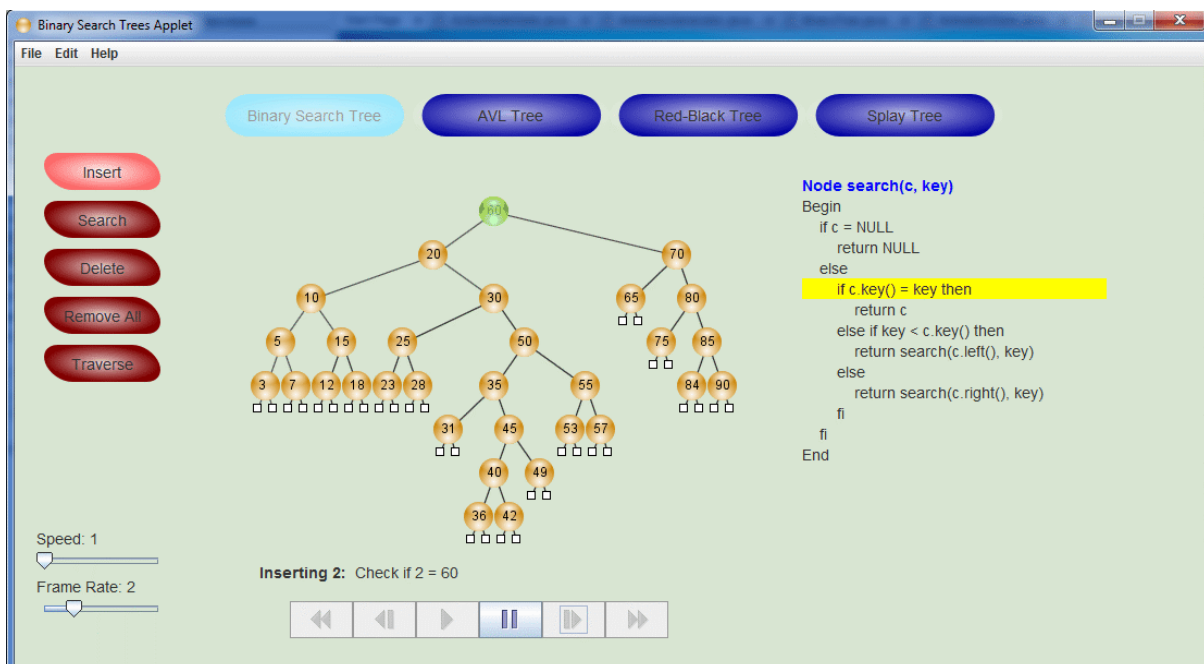 Binary Search Trees Applet
File Edit Help
Binary Search Tree AVL Tree Red-Black Tree Splay Tree
Insert
Search
Delete
Remove All
Traverse
60
20 70
10 30 65 80
5 15 25 50 75 85
3 7 12 18 23 28 35 55 84 90
31 45 53 57
40 49
36 42
Node search(c, key)
Begin
if c = NULL
return NULL
else
if c.key() = key then
return c
else if key < c.key() then
return search(c.left(), key)
else
return search(c.right(), key)
fi
fi
End
Speed: 1
Frame Rate: 2
Inserting 2: Check if 2 = 60